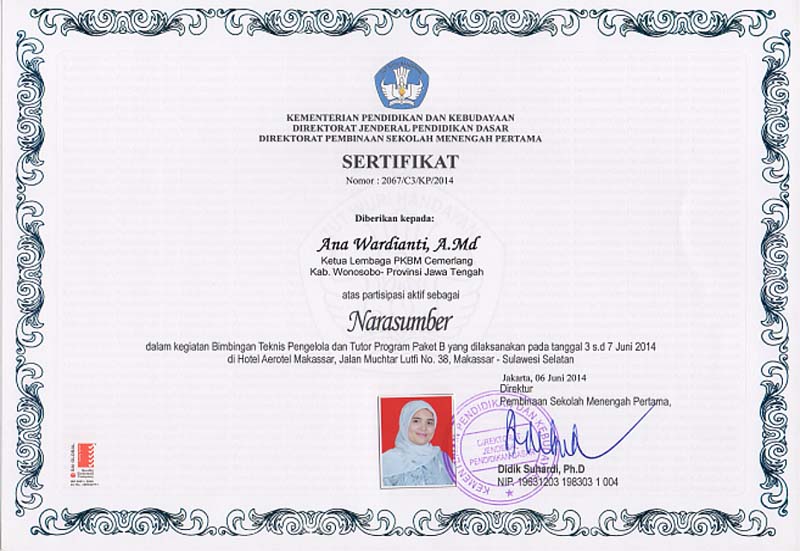 KEMENTERIAN PENDIDIKAN DAN KEBUDAYAAN
DIREKTORAT JENDERAL PENDIDIKAN DASAR
DIREKTORAT PEMBINAAN SEKOLAH MENENGAH PERTAMA
SERTIFIKAT
Nomor : 2067/C3/KP/2014
Diberikan kepada:
Ana Wardianti, A.Md
Ketua Lembaga PKBM Cemerlang
Kab. Wonosobo- Provinsi Jawa Tengah
atas partisipasi aktif sebagai
Narasumber
dalam kegiatan Bimbingan Teknis Pengelola dan Tutor Program Paket B yang dilaksanakan pada tanggal 3 s.d 7 Juni 2014
di Hotel Aerotel Makassar, Jalan Muchtar Lutfi No. 38, Makassar - Sulawesi Selatan
Jakarta, 06 Juni 2014
Direktur
Pembinaan Sekolah Menengah Pertama,
KEMENTERIAN PENDIDIKAN DAN KEBUDAYAAN
DIREKTORAT
JENDERAL
PENDIDIKAN DASAR
Didik Suhardi, Ph.D
NIP. 19631203 198303 1 004
SAI GLOBAL